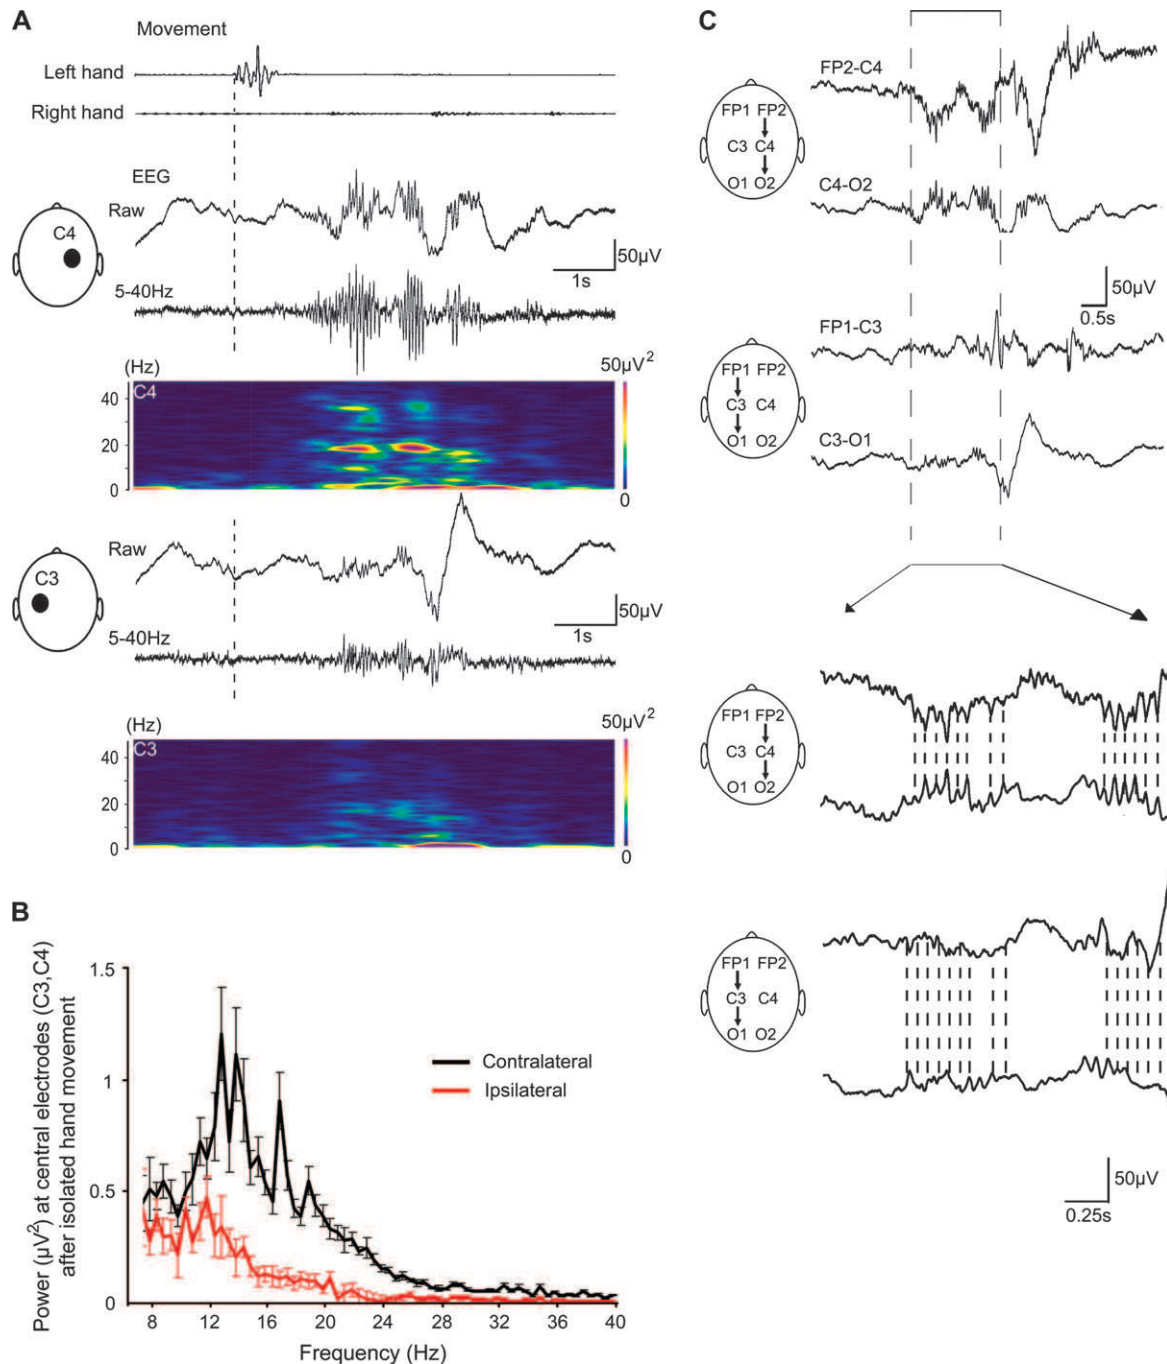 A
Movement
Left hand
Right hand
EEG
Raw
C4
50µV
1s
5-40Hz
(Hz)
50µV²
C4
40
20
0
0
Raw
C3
50µV
1s
5-40Hz
(Hz)
50µV²
C3
40
20
0
0
B
Power (µV²) at central electrodes (C3,C4)
after isolated hand movement
1.5
1
0.5
0
Contralateral
Ipsilateral
8 12 16 20 24 28 32 36 40
Frequency (Hz)
C
FP2-C4
FP1 FP2
C3 C4
O1 O2
C4-O2
50µV
0.5s
FP1-C3
FP1 FP2
C3 C4
O1 O2
C3-O1
FP1 FP2
C3 C4
O1 O2
FP1 FP2
C3 C4
O1 O2
50µV
0.25s